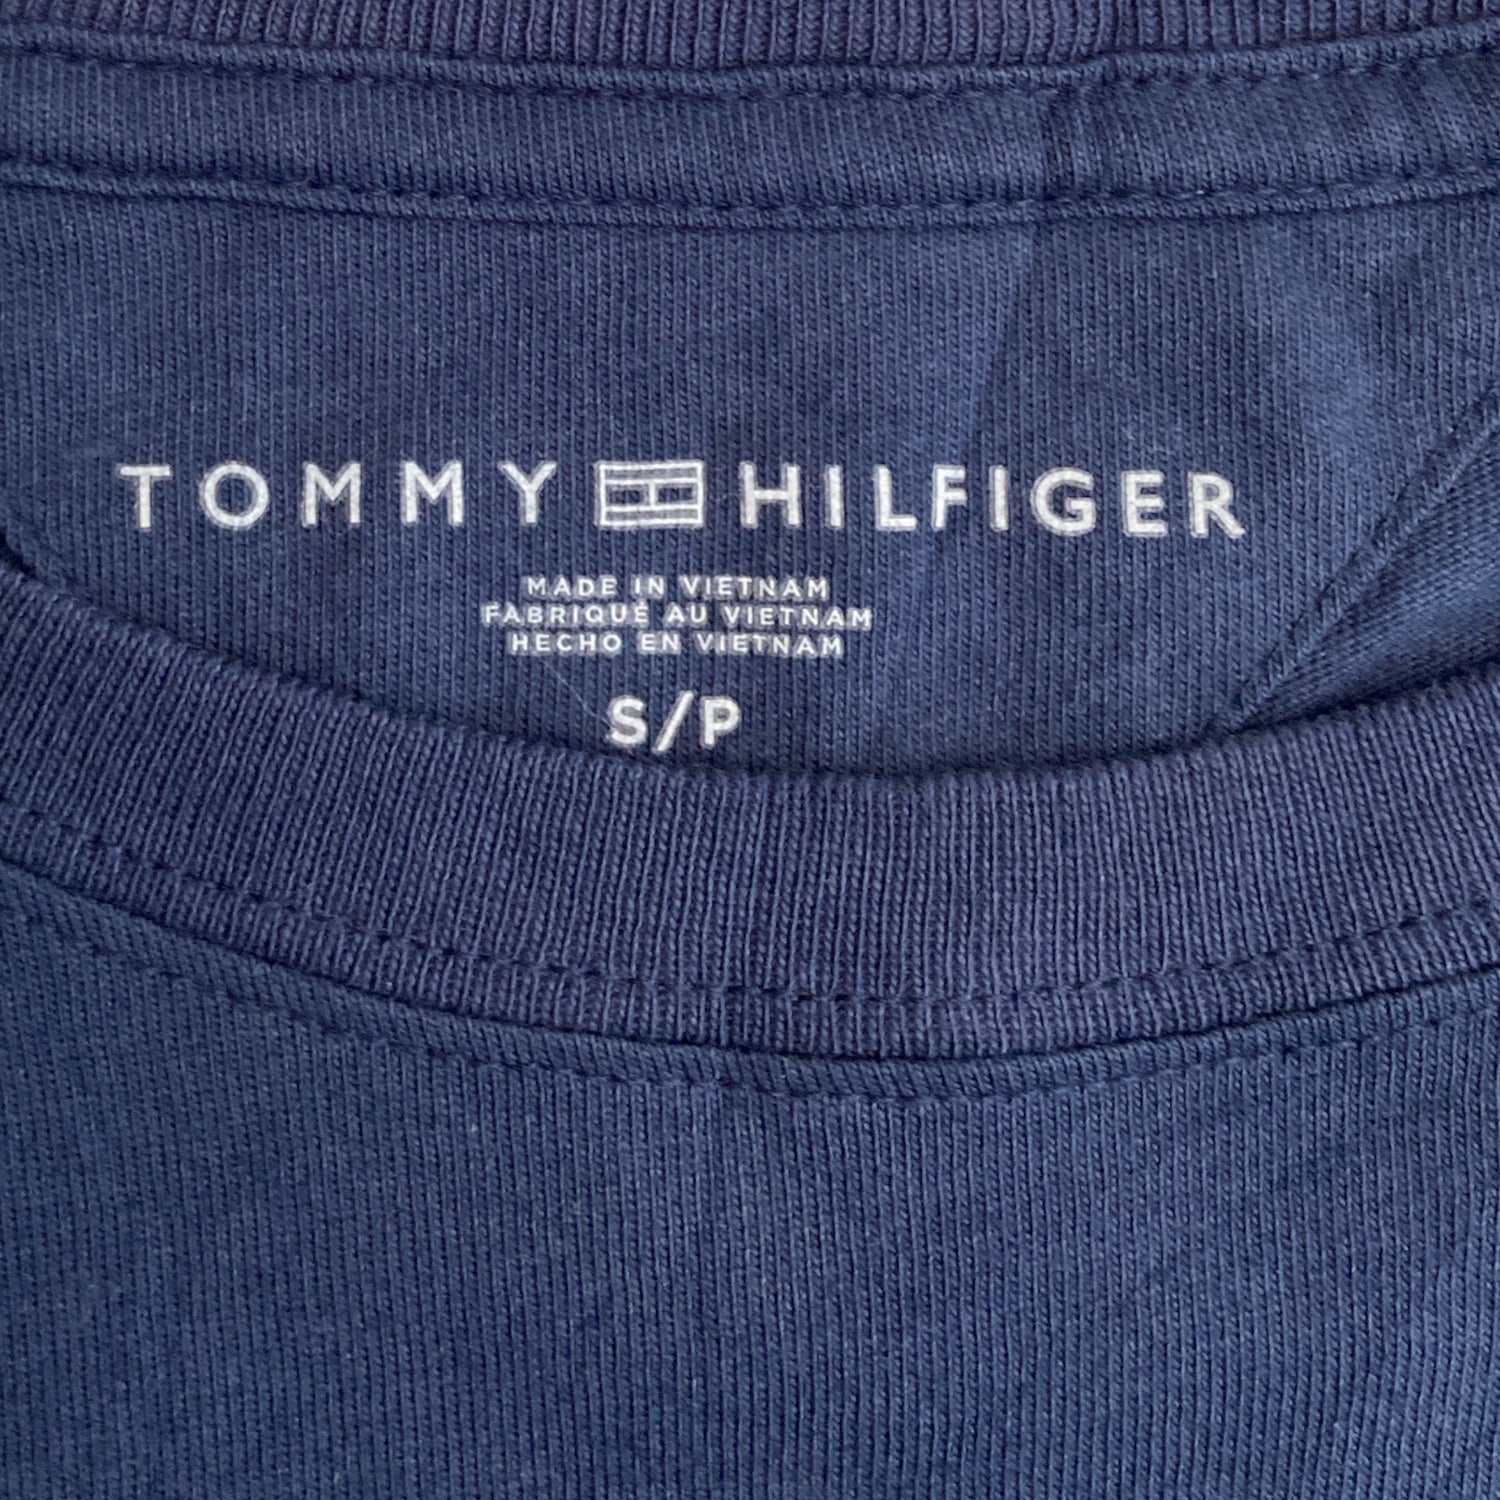 TOMMY HILFIGER
MADE IN VIETNAM
FABRIQUÉ AU VIETNAM
HECHO EN VIETNAM
S/P